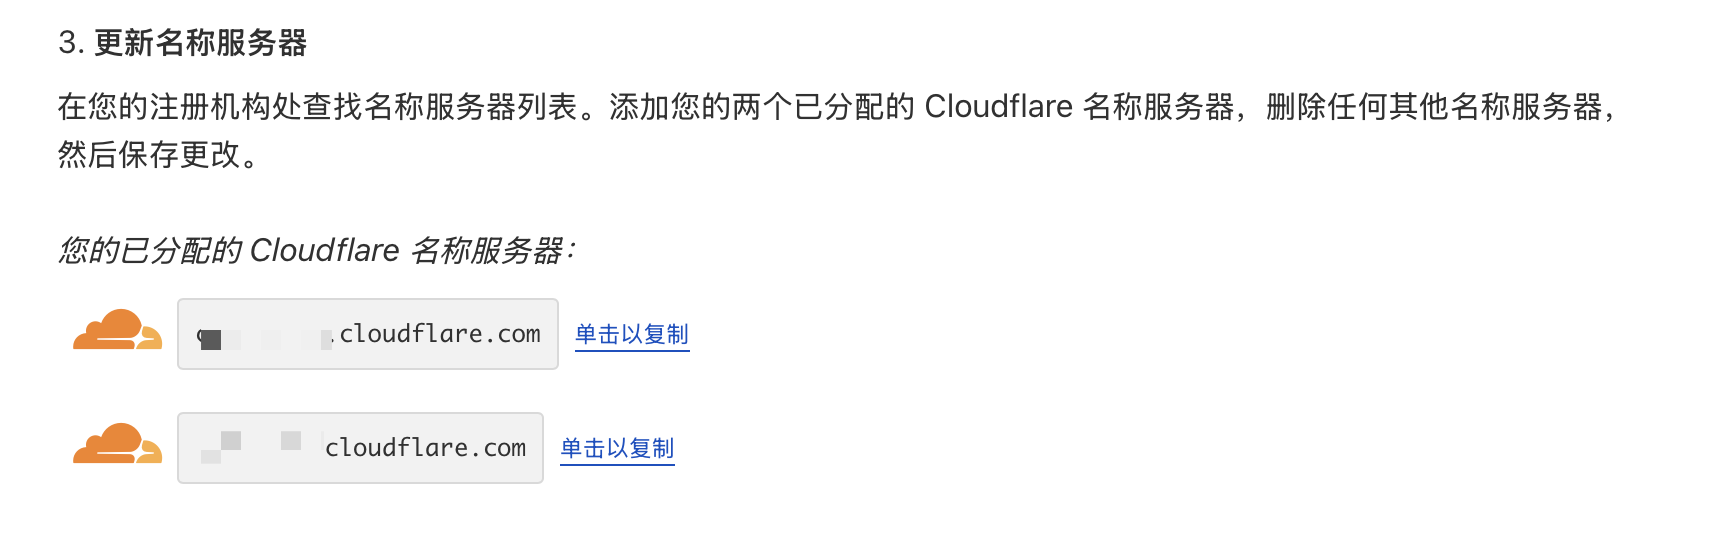 3. 更新名称服务器
在您的注册机构处查找名称服务器列表。添加您的两个已分配的 Cloudflare 名称服务器，删除任何其他名称服务器，
然后保存更改。
您的已分配的 Cloudflare 名称服务器：
.cloudflare.com 单击以复制
cloudflare.com 单击以复制